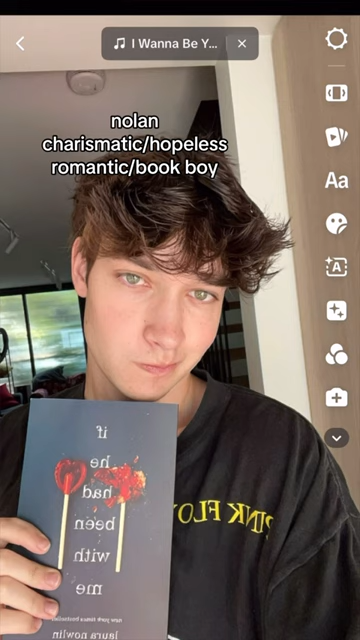 I Wanna Be Y...
nolan
charismatic/hopeless
romantic/book boy
Aa
A
if
he
had
been
with
me
new york times bestseller
laura nowlin
PINK FLO